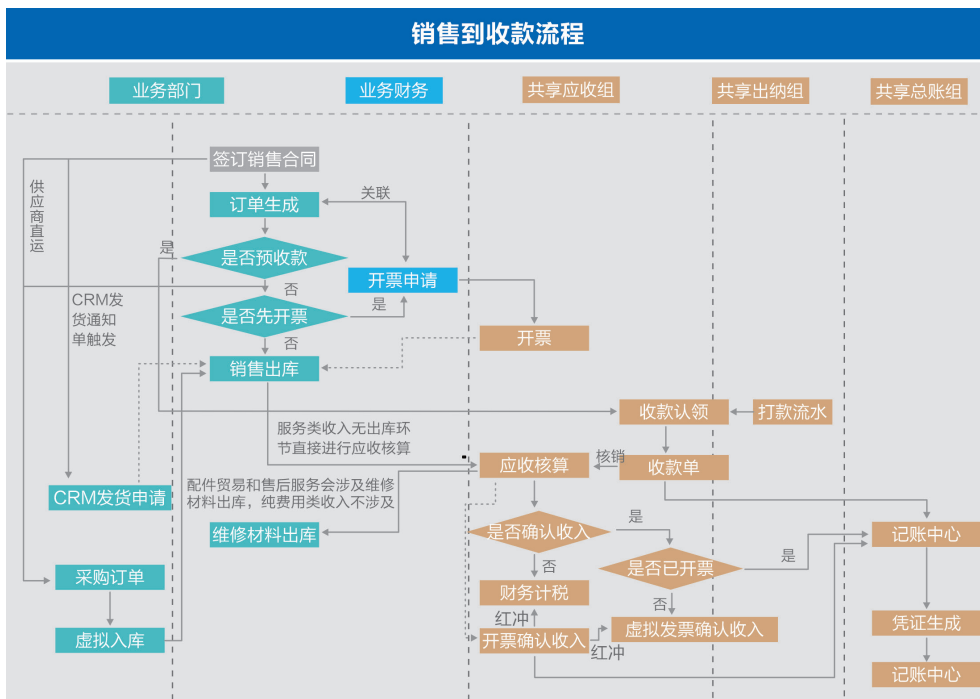 销售到收款流程
业务部门
业务财务
共享应收组
共享出纳组
共享总账组
签订销售合同
供应商直运
订单生成
关联
是
是否预收款
开票申请
否
CRM发
货通知
单触发
是否先开票
是
开票
否
销售出库
收款认领
打款流水
服务类收入无出库环
节直接进行应收核算
应收核算
核销
收款单
配件贸易和售后服务会涉及维修
材料出库，纯费用类收入不涉及
CRM发货申请
维修材料出库
是否确认收入
是
记账中心
是
否
是否已开票
采购订单
财务计税
否
红冲
虚拟入库
开票确认收入
红冲
虚拟发票确认收入
凭证生成
记账中心